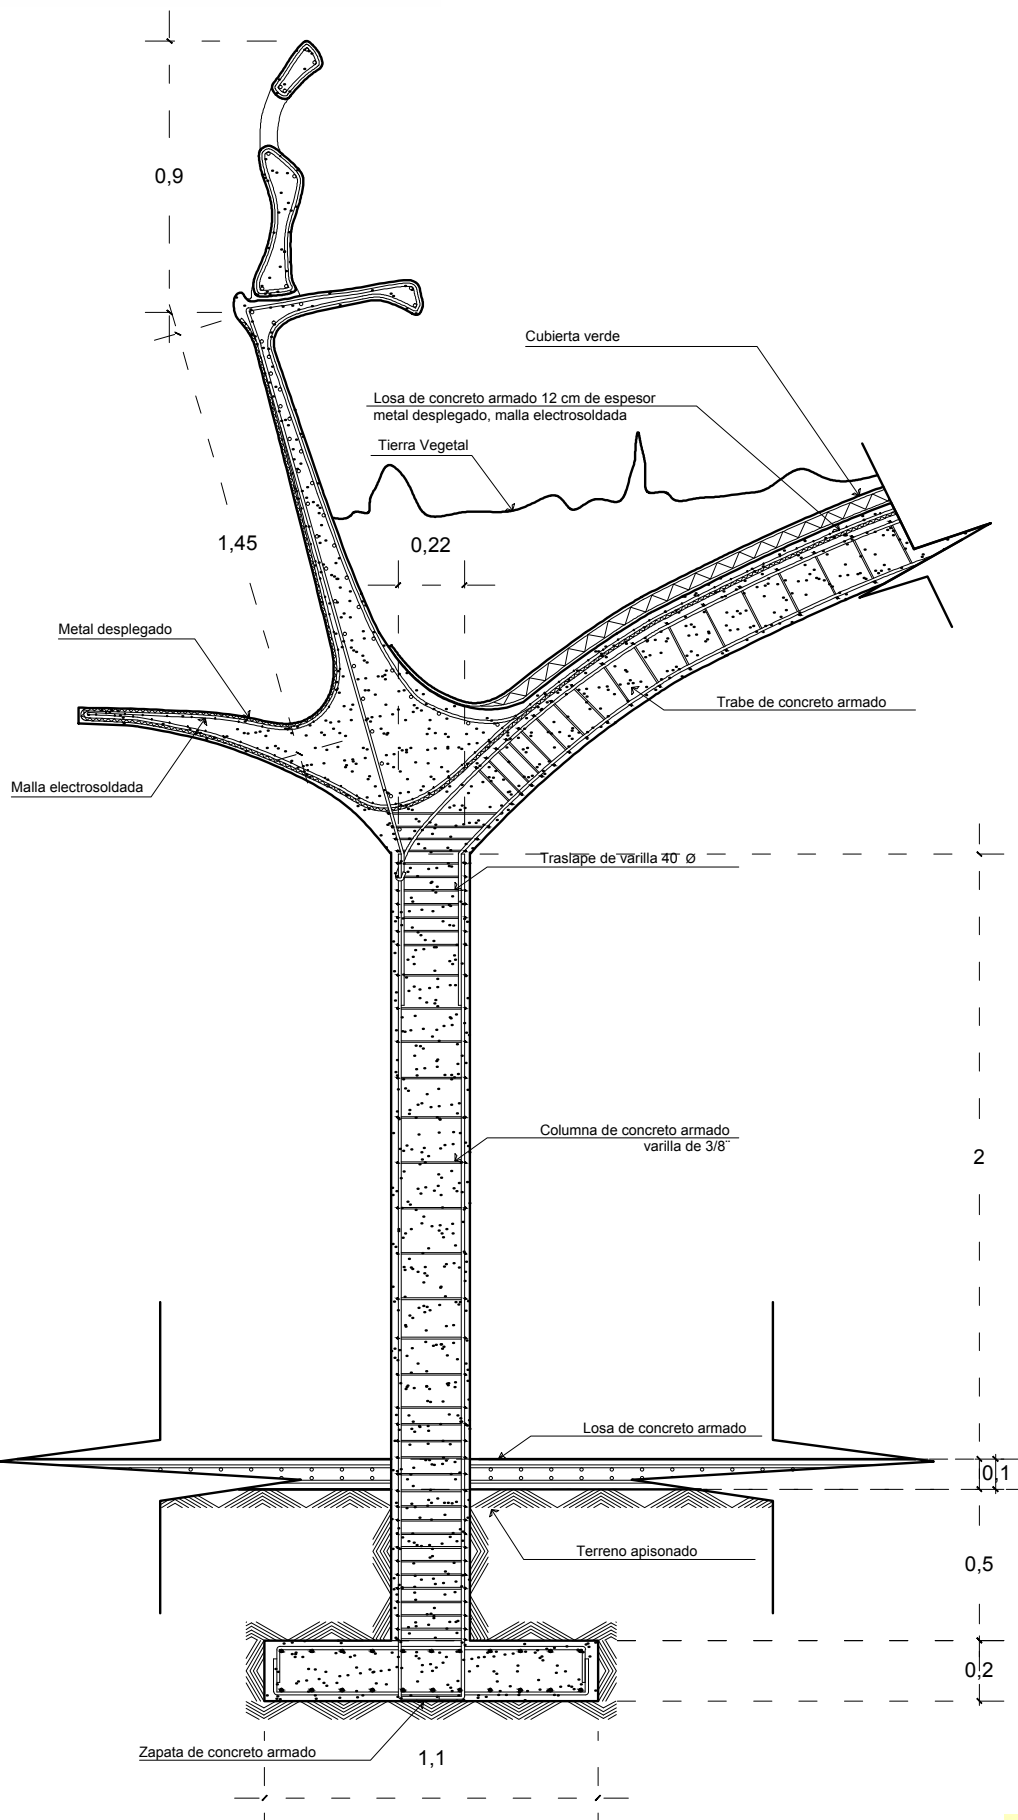 0,9
Cubierta verde
Losa de concreto armado 12 cm de espesor
metal desplegado, malla electrosoldada
Tierra Vegetal
1,45
0,22
Metal desplegado
Trabe de concreto armado
Malla electrosoldada
Traslape de varilla 40 Ø
Columna de concreto armado
varilla de 3/8¨
2
Losa de concreto armado
0,1
Terreno apisonado
0,5
0,2
Zapata de concreto armado
1,1